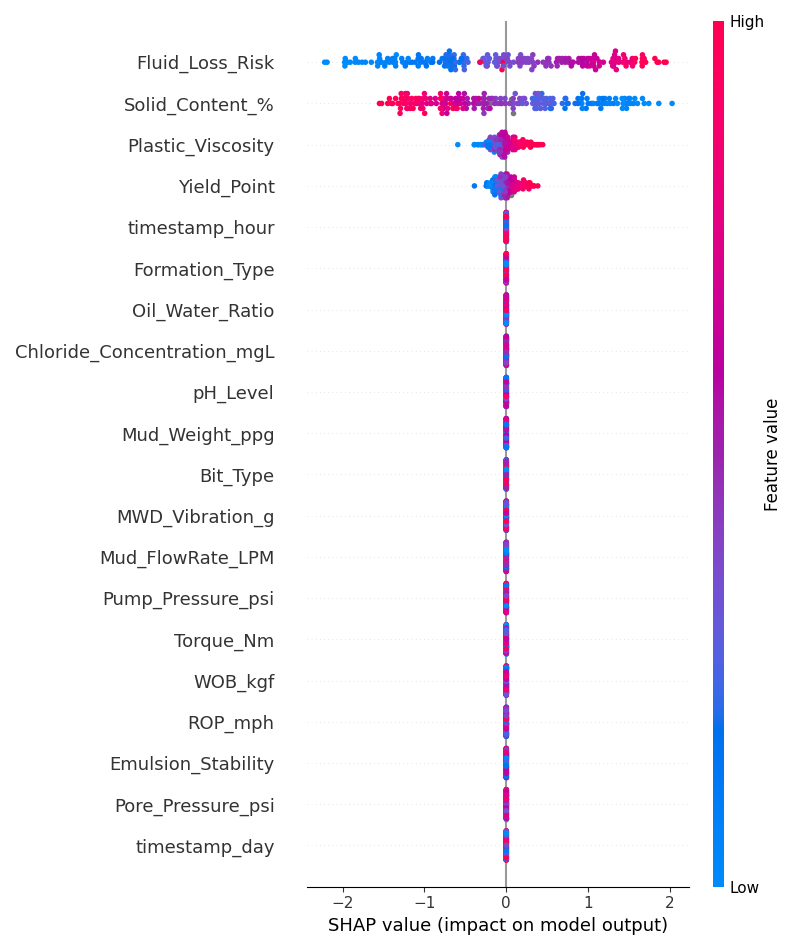 High
Fluid_Loss_Risk
Solid_Content_%
Plastic_Viscosity
Yield_Point
timestamp_hour
Formation_Type
Oil_Water_Ratio
Chloride_Concentration_mgL
pH_Level
Mud_Weight_ppg
Bit_Type
MWD_Vibration_g
Mud_FlowRate_LPM
Pump_Pressure_psi
Torque_Nm
WOB_kgf
ROP_mph
Emulsion_Stability
Pore_Pressure_psi
timestamp_day
Feature value
Low
−2 −1 0 1 2
SHAP value (impact on model output)